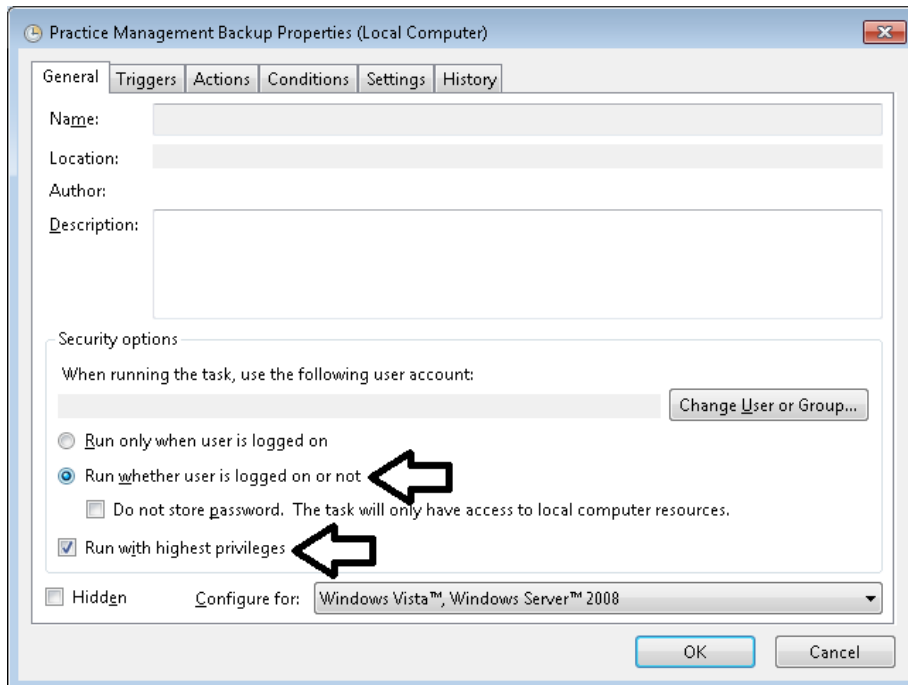 Practice Management Backup Properties (Local Computer)
General Triggers Actions Conditions Settings History
Name:
Location:
Author:
Description:
Security options
When running the task, use the following user account:
Change User or Group...
Run only when user is logged on
Run whether user is logged on or not
Do not store password. The task will only have access to local computer resources.
Run with highest privileges
Hidden Configure for: Windows Vista™, Windows Server™ 2008
OK Cancel